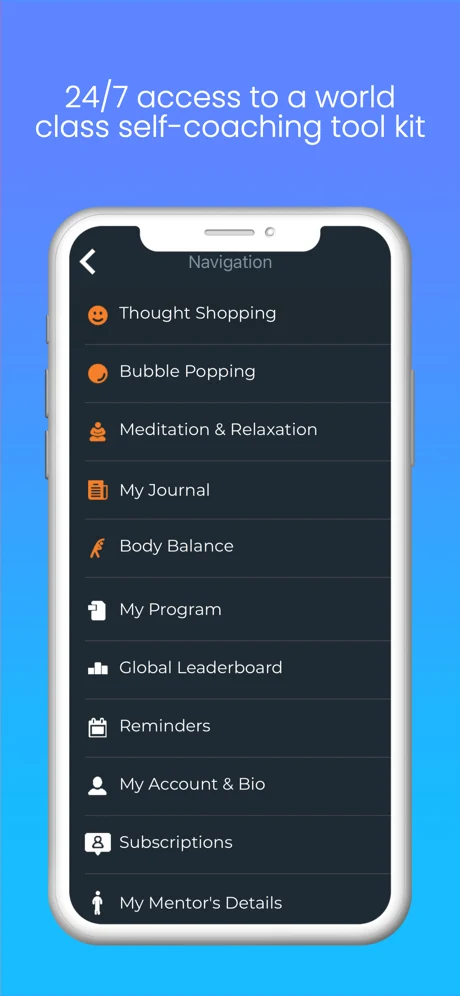 24/7 access to a world
class self-coaching tool kit
Navigation
Thought Shopping
Bubble Popping
Meditation & Relaxation
My Journal
Body Balance
My Program
Global Leaderboard
Reminders
My Account & Bio
Subscriptions
My Mentor's Details